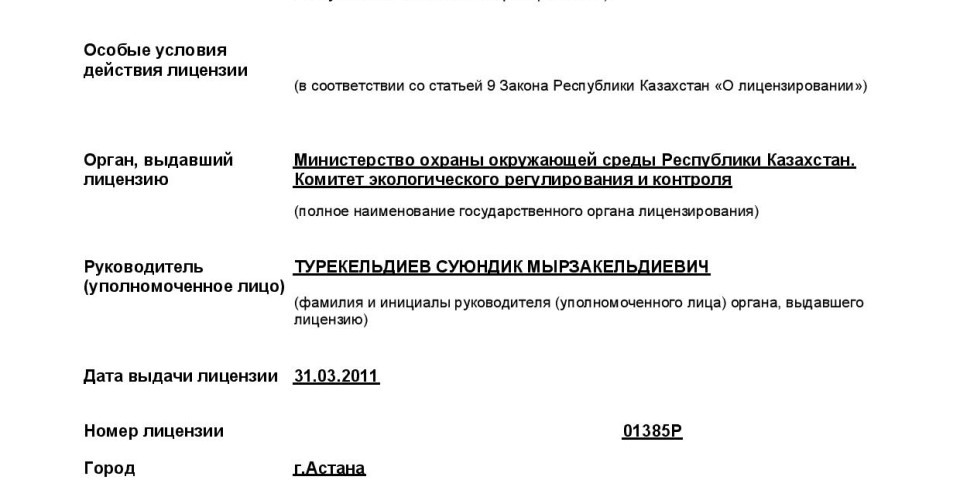 Особые условия
действия лицензии
(в соответствии со статьей 9 Закона Республики Казахстан «О лицензировании»)
Орган, выдавший
лицензию
Министерство охраны окружающей среды Республики Казахстан.
Комитет экологического регулирования и контроля
(полное наименование государственного органа лицензирования)
Руководитель
(уполномоченное лицо)
ТУРЕКЕЛЬДИЕВ СУЮНДИК МЫРЗАКЕЛЬДИЕВИЧ
(фамилия и инициалы руководителя (уполномоченного лица) органа, выдавшего
лицензию)
Дата выдачи лицензии 31.03.2011
Номер лицензии 01385Р
Город г.Астана